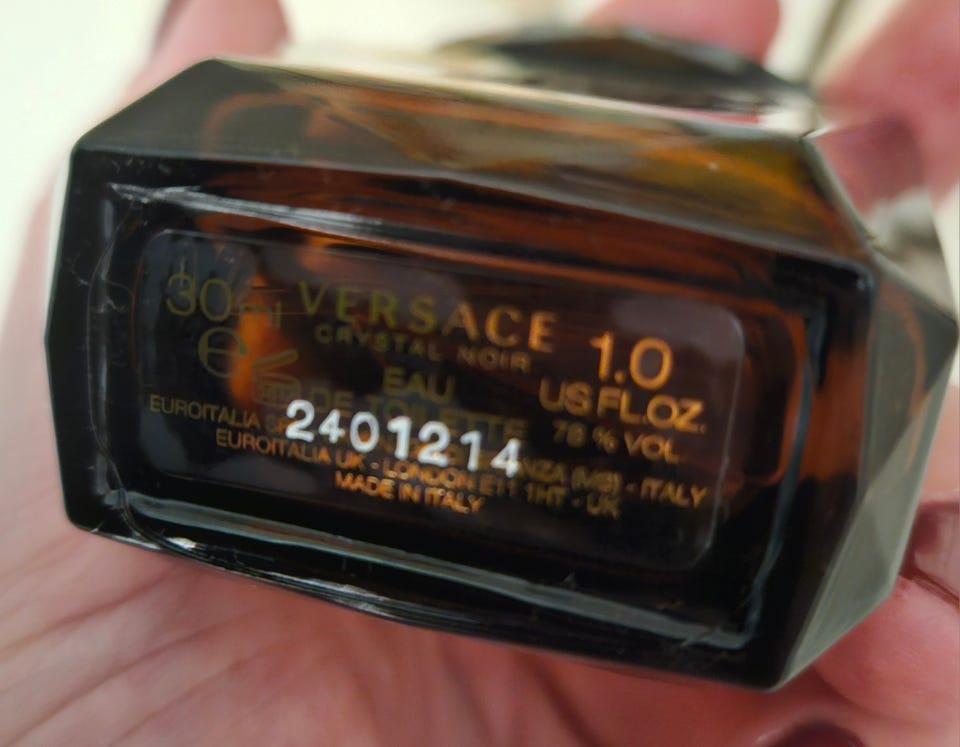 30
VERSACE
CRYSTAL NOIR
1.0
US FL.OZ.
e
EAU
DE TOILETTE
78 % VOL.
EUROITALIA - ITALY
2401214
EUROITALIA UK - LONDON E11 1HT - UK
MADE IN ITALY